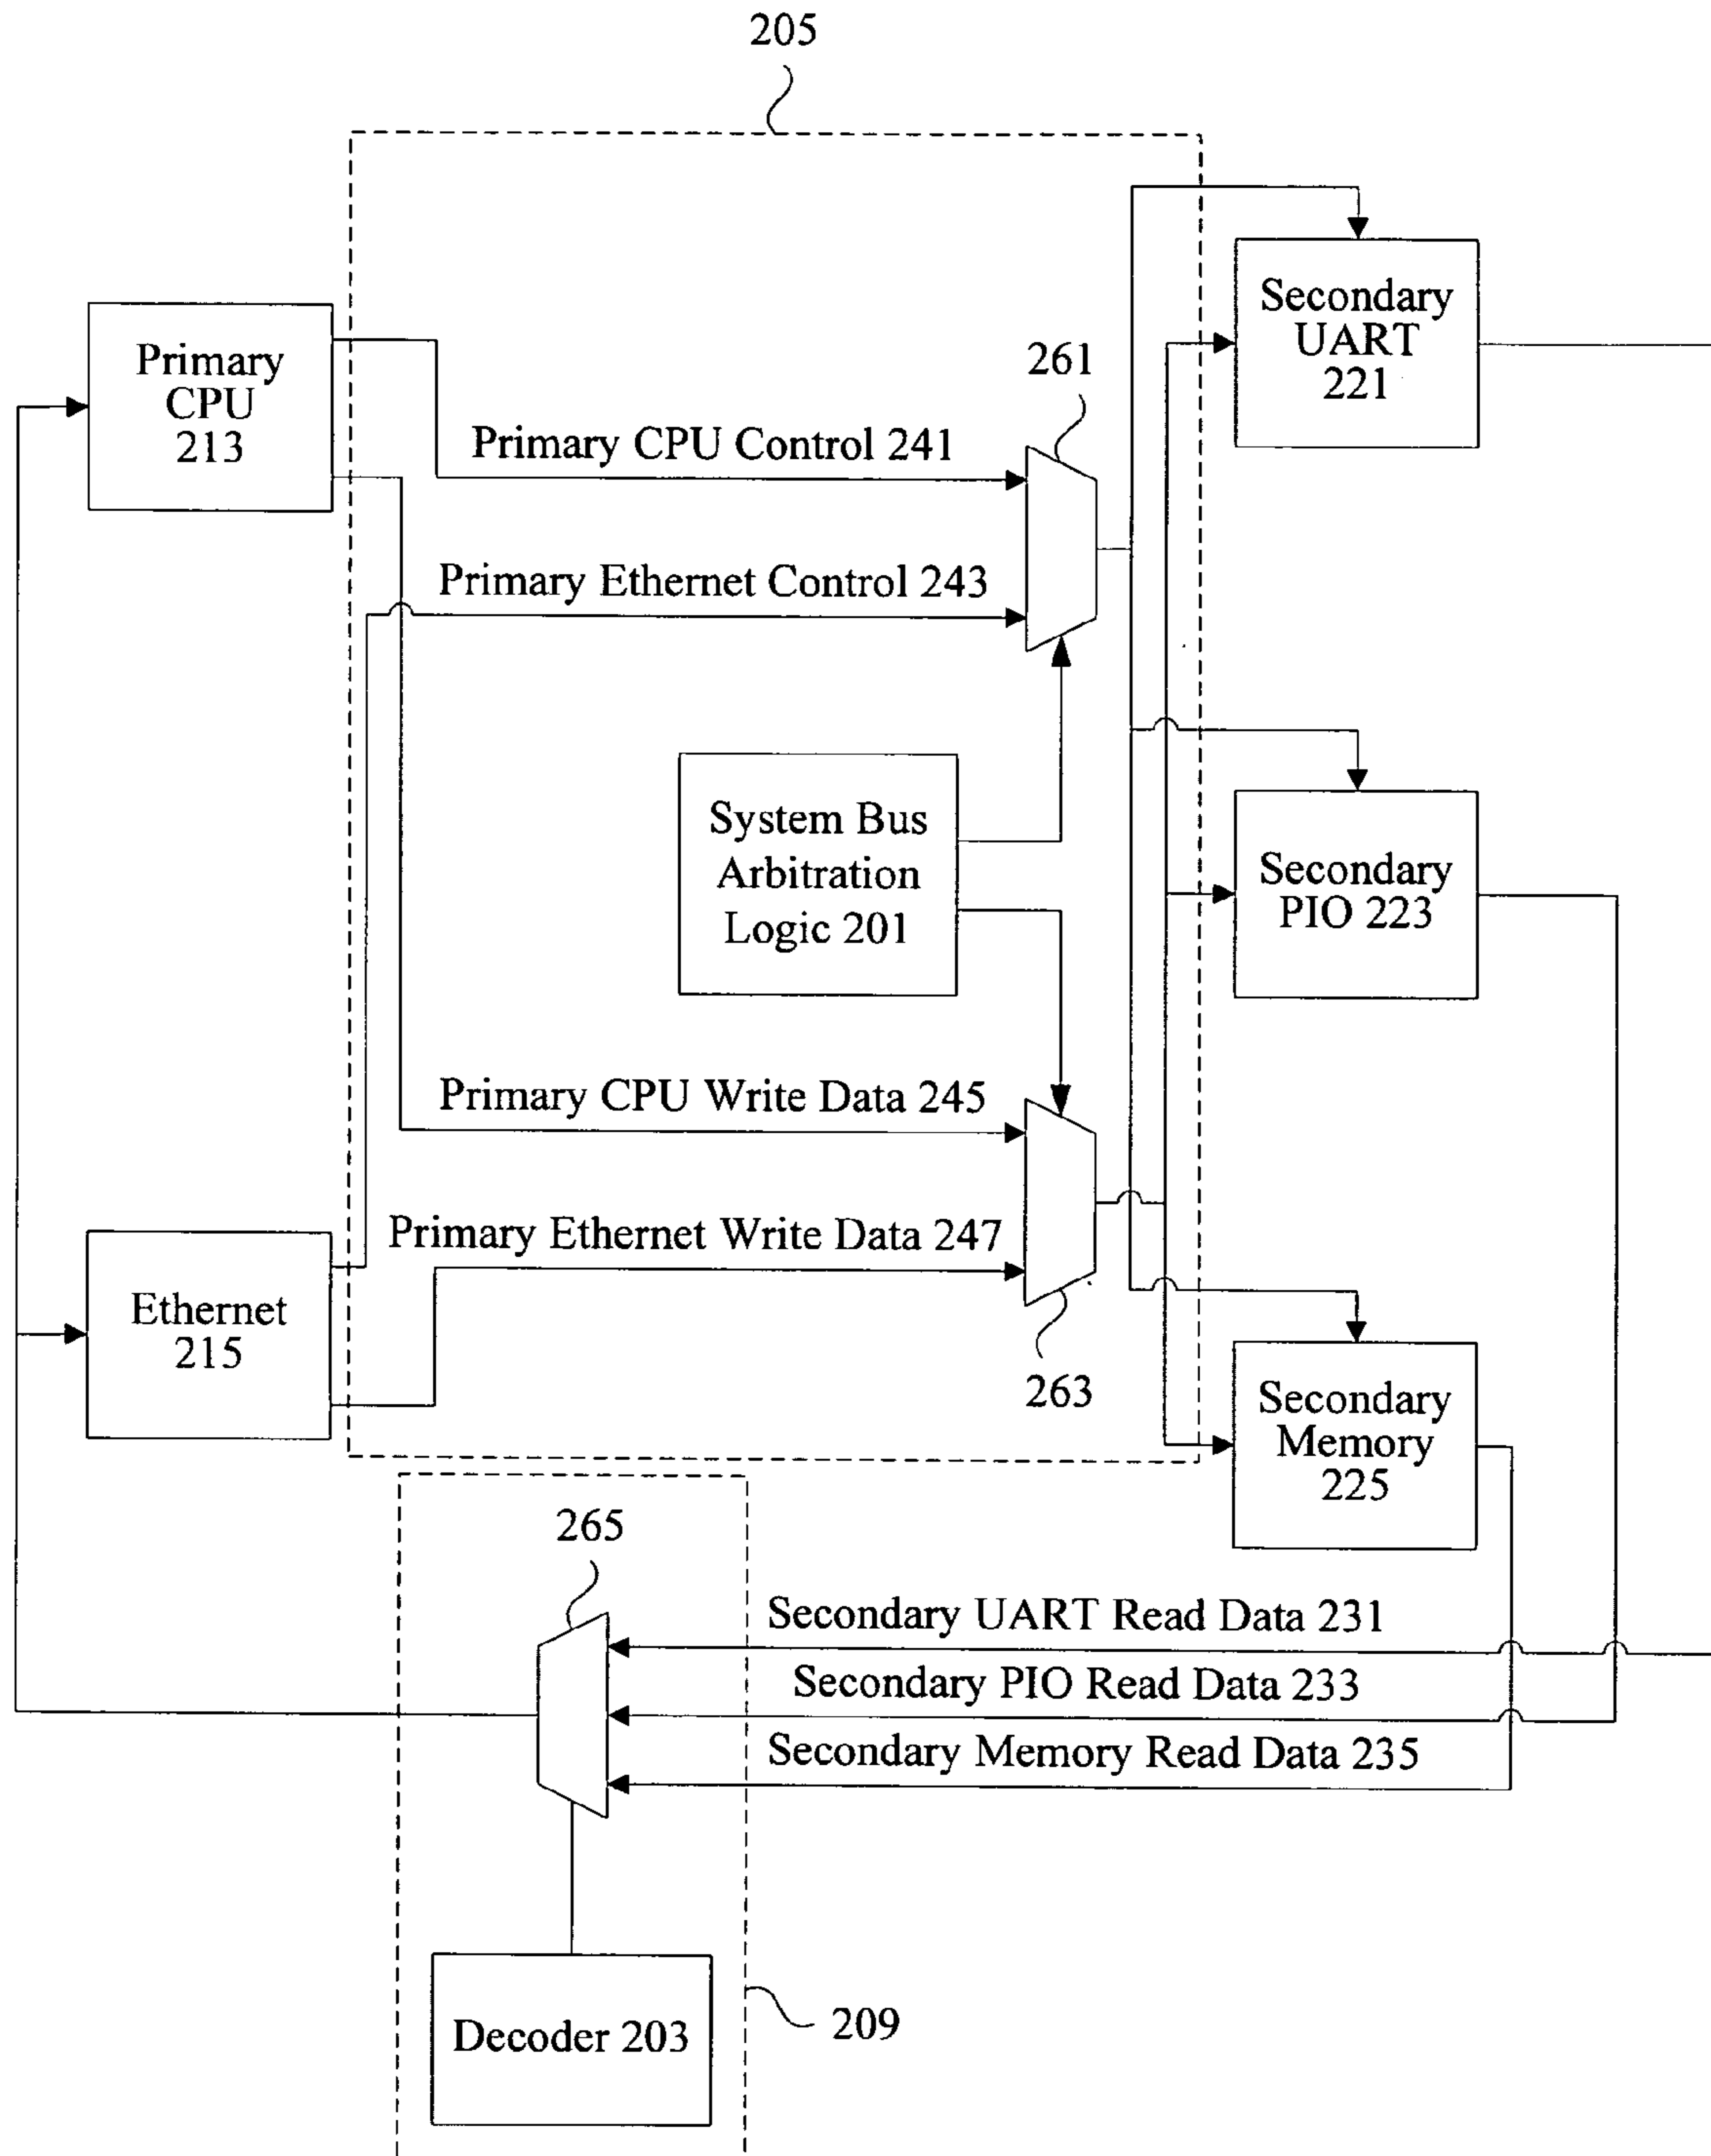 205
Secondary
UART
221
Primary
CPU
213
261
Primary CPU Control 241
Primary Ethernet Control 243
System Bus
Arbitration
Logic 201
Secondary
PIO 223
Primary CPU Write Data 245
Primary Ethernet Write Data 247
Ethernet
215
263
Secondary
Memory
225
265
Secondary UART Read Data 231
Secondary PIO Read Data 233
Secondary Memory Read Data 235
Decoder 203
209